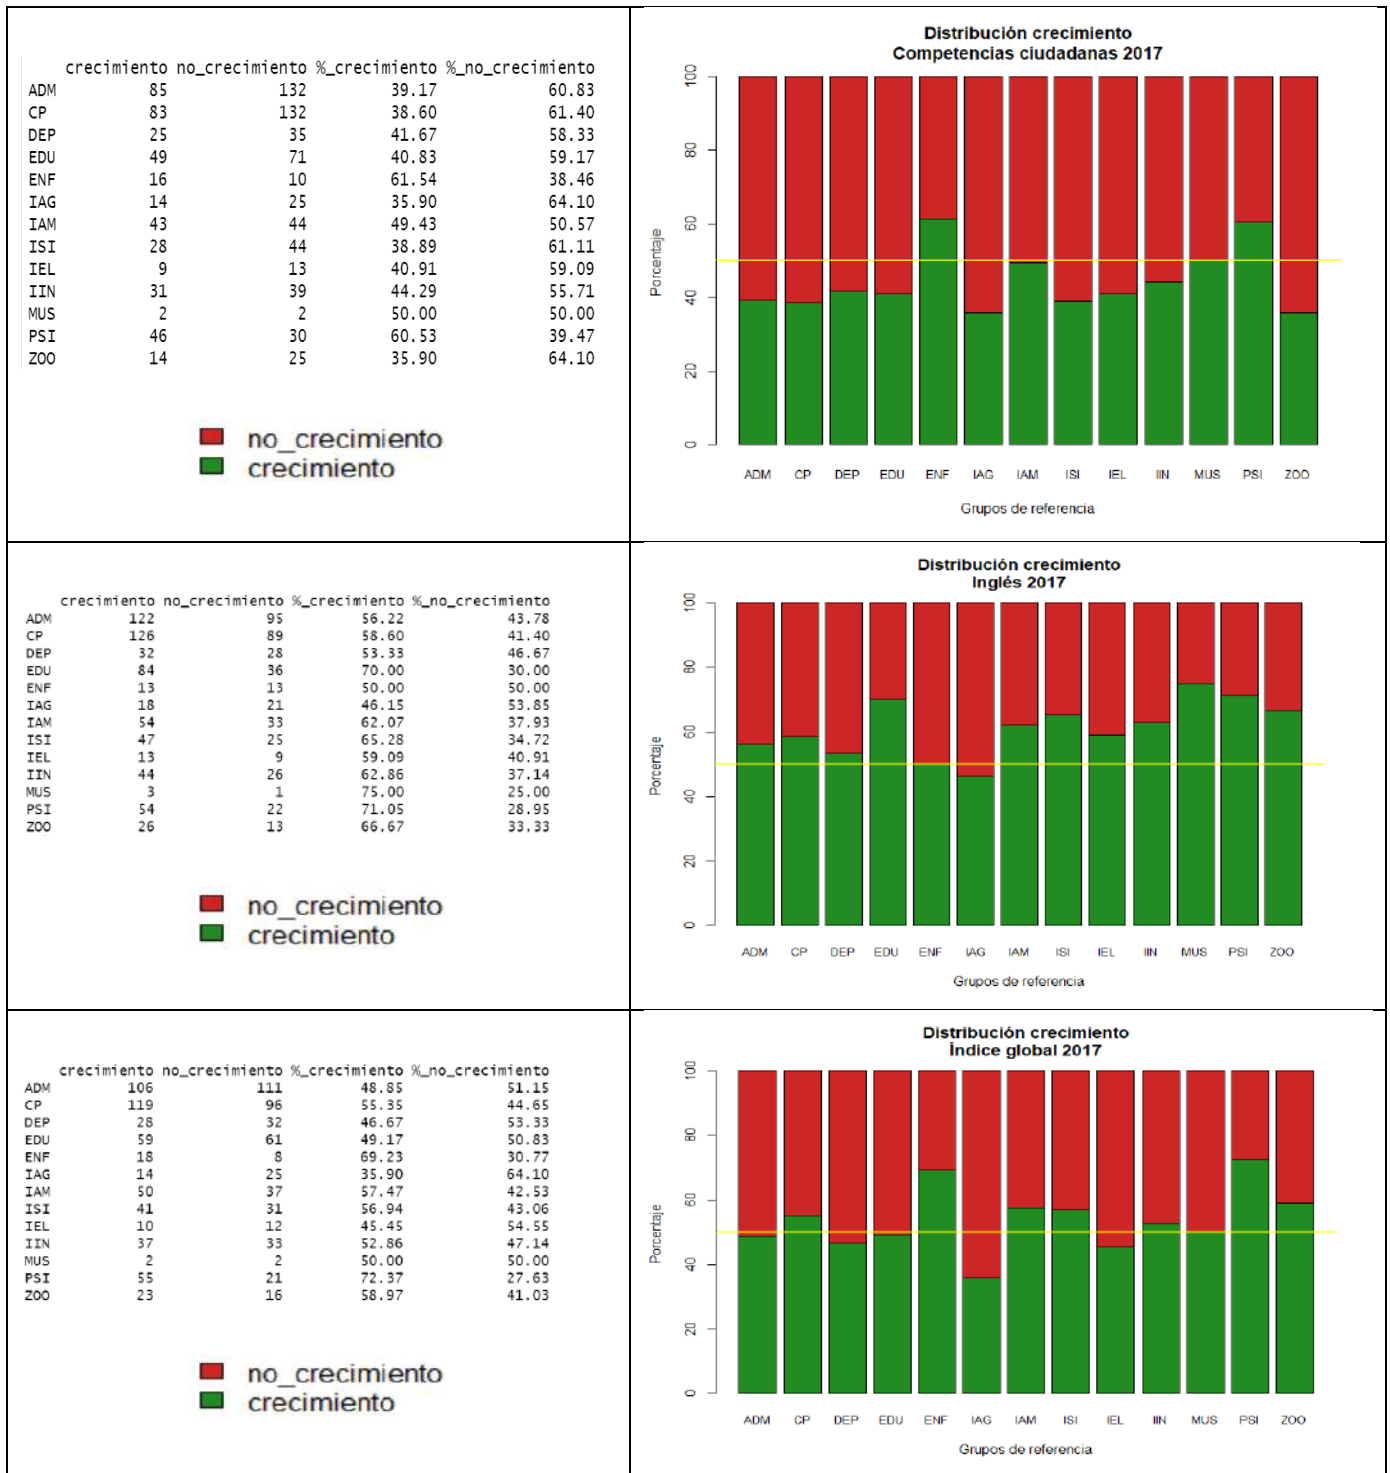 crecimiento no_crecimiento %_crecimiento %_no_crecimiento
ADM 85 132 39.17 60.83
CP 83 132 38.60 61.40
DEP 25 35 41.67 58.33
EDU 49 71 40.83 59.17
ENF 16 10 61.54 38.46
IAG 14 25 35.90 64.10
IAM 43 44 49.43 50.57
ISI 28 44 38.89 61.11
IEL 9 13 40.91 59.09
IIN 31 39 44.29 55.71
MUS 2 2 50.00 50.00
PSI 46 30 60.53 39.47
ZOO 14 25 35.90 64.10
no_crecimiento
crecimiento
Distribución crecimiento
Competencias ciudadanas 2017
Porcentaje
100
80
60
40
20
0
ADM CP DEP EDU ENF IAG IAM ISI IEL IIN MUS PSI ZOO
Grupos de referencia
crecimiento no_crecimiento %_crecimiento %_no_crecimiento
ADM 122 95 56.22 43.78
CP 126 89 58.60 41.40
DEP 32 28 53.33 46.67
EDU 84 36 70.00 30.00
ENF 13 13 50.00 50.00
IAG 18 21 46.15 53.85
IAM 54 33 62.07 37.93
ISI 47 25 65.28 34.72
IEL 13 9 59.09 40.91
IIN 44 26 62.86 37.14
MUS 3 1 75.00 25.00
PSI 54 22 71.05 28.95
ZOO 26 13 66.67 33.33
no_crecimiento
crecimiento
Distribución crecimiento
Inglés 2017
Porcentaje
100
80
60
40
20
0
ADM CP DEP EDU ENF IAG IAM ISI IEL IIN MUS PSI ZOO
Grupos de referencia
crecimiento no_crecimiento %_crecimiento %_no_crecimiento
ADM 106 111 48.85 51.15
CP 119 96 55.35 44.65
DEP 28 32 46.67 53.33
EDU 59 61 49.17 50.83
ENF 18 8 69.23 30.77
IAG 14 25 35.90 64.10
IAM 50 37 57.47 42.53
ISI 41 31 56.94 43.06
IEL 10 12 45.45 54.55
IIN 37 33 52.86 47.14
MUS 2 2 50.00 50.00
PSI 55 21 72.37 27.63
ZOO 23 16 58.97 41.03
no_crecimiento
crecimiento
Distribución crecimiento
Índice global 2017
Porcentaje
100
80
60
40
20
0
ADM CP DEP EDU ENF IAG IAM ISI IEL IIN MUS PSI ZOO
Grupos de referencia